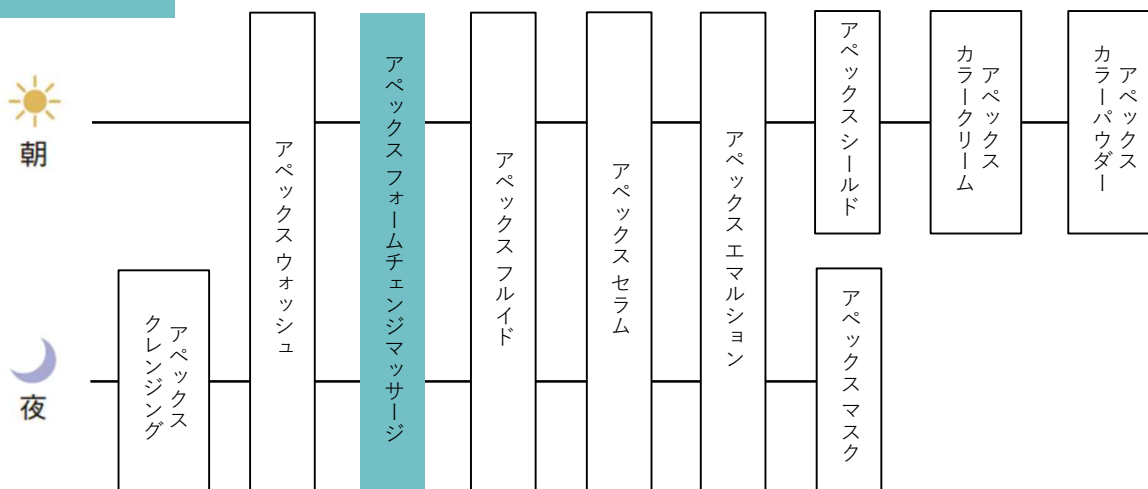 朝
夜
アペックス
クレンジング
アペックス ウォッシュ
アペックス フォームチェンジマッサージ
アペックス フルイド
アペックス セラム
アペックス エマルション
アペックス シールド
アペックス マスク
アペックス
カラークリーム
アペックス
カラーパウダー